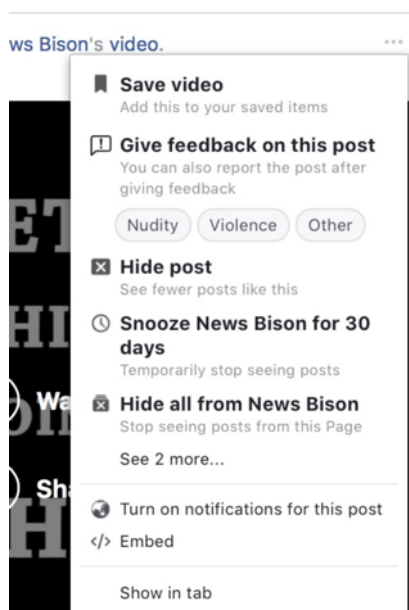 ws Bison's video.
Save video
Add this to your saved items
Give feedback on this post
You can also report the post after
giving feedback
Nudity Violence Other
Hide post
See fewer posts like this
Snooze News Bison for 30
days
Temporarily stop seeing posts
Hide all from News Bison
Stop seeing posts from this Page
See 2 more...
Turn on notifications for this post
</> Embed
Show in tab